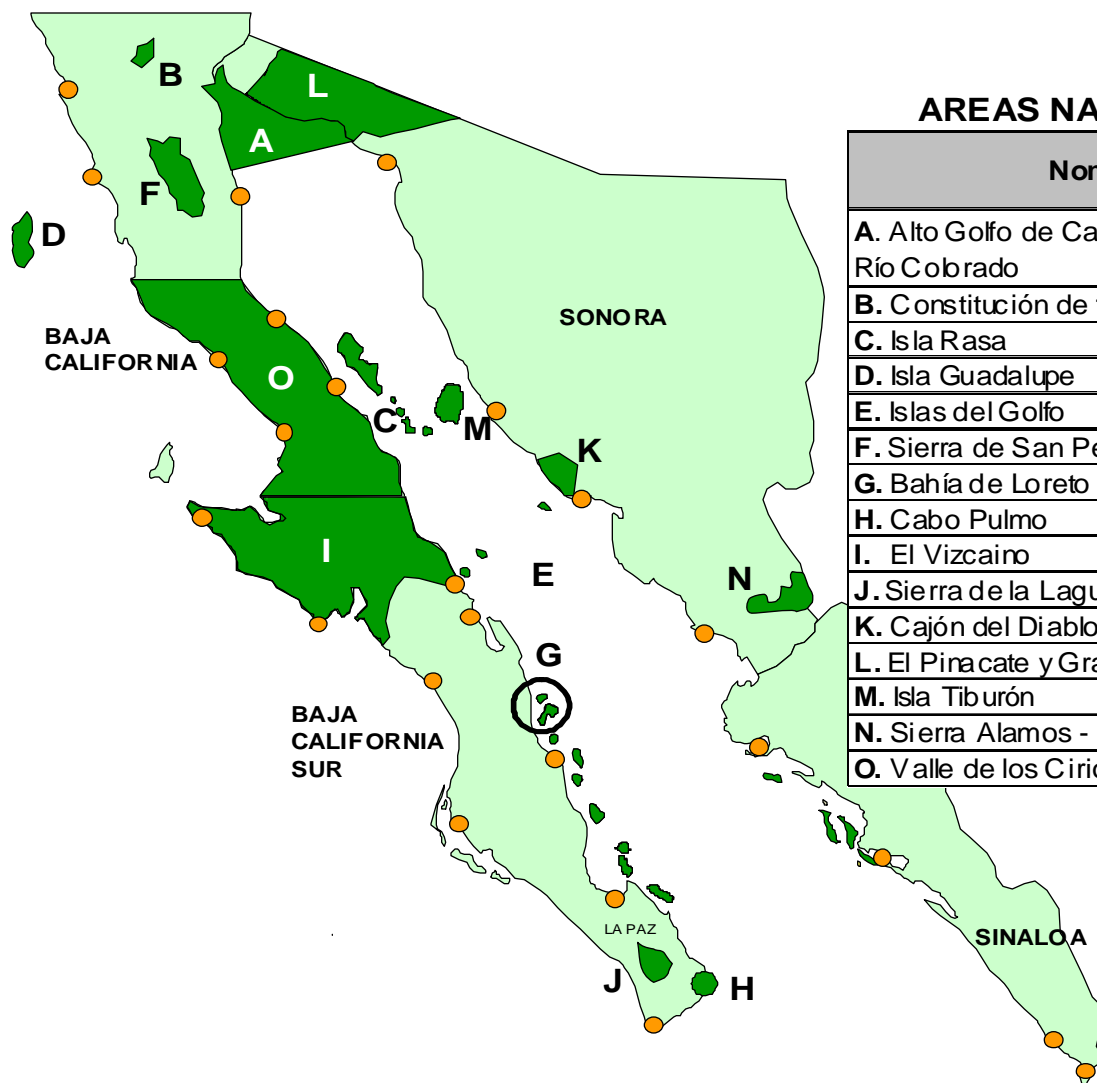 AREAS NA
Nor
A. Alto Golfo de Ca
Río Colorado
B. Constitución de
C. Isla Rasa
D. Isla Guadalupe
E. Islas del Golfo
F. Sierra de San Pe
G. Bahía de Loreto
H. Cabo Pulmo
I. El Vizcaino
J. Sierra de la Lagu
K. Cajón del Diablo
L. El Pinacate y Gra
M. Isla Tiburón
N. Sierra Alamos -
O. Valle de los Cirio
B
L
A
F
D
SONORA
BAJA
CALIFORNIA
O
C
M
K
I
E
N
G
BAJA
CALIFORNIA
SUR
LA PAZ
SINALOA
J
H